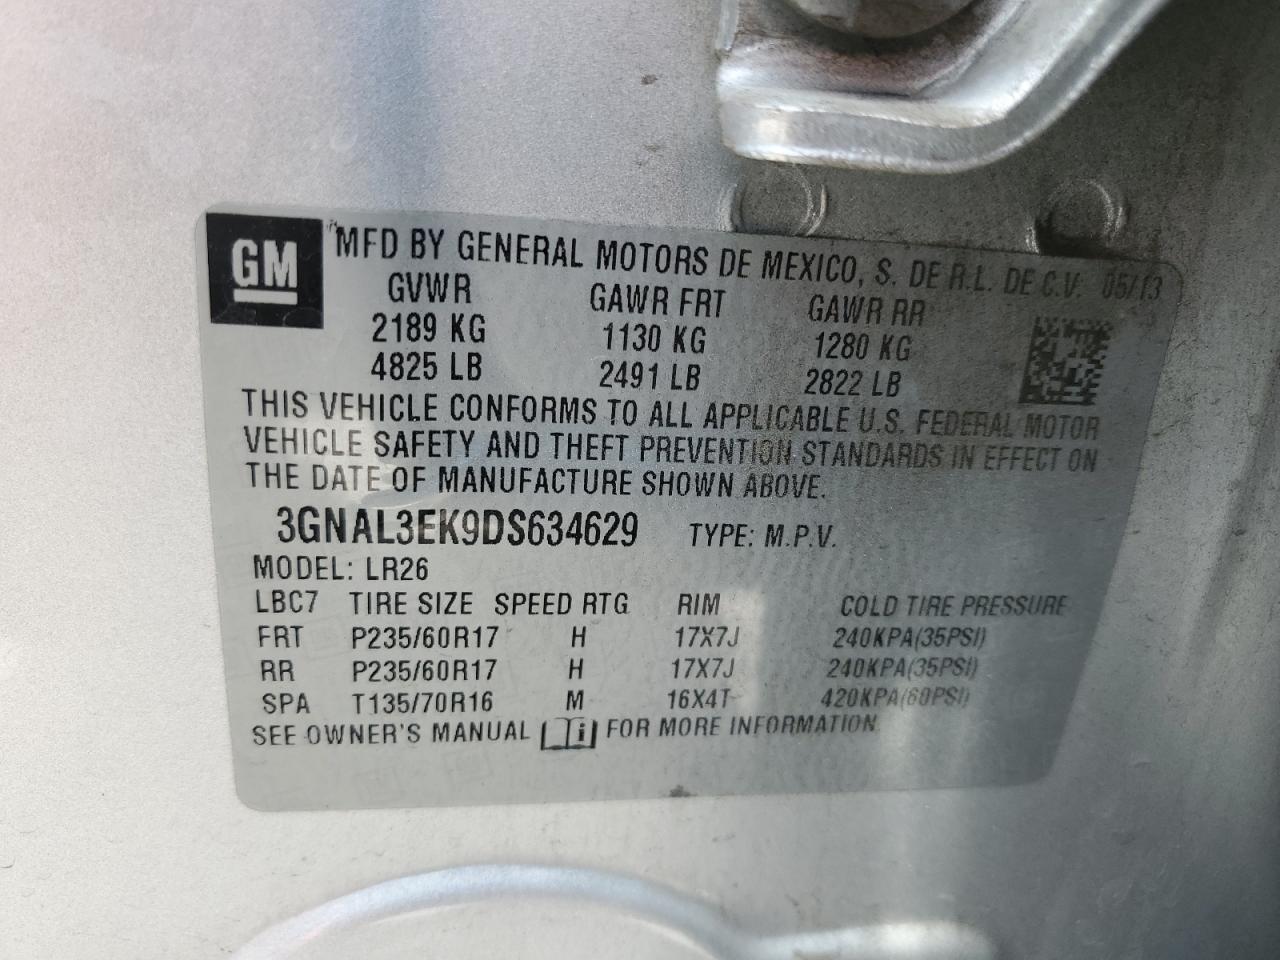 GM
MFD BY GENERAL MOTORS DE MEXICO, S. DE R.L. DE C.V. 05/13
GVWR GAWR FRT GAWR RR
2189 KG 1130 KG 1280 KG
4825 LB 2491 LB 2822 LB
THIS VEHICLE CONFORMS TO ALL APPLICABLE U.S. FEDERAL MOTOR
VEHICLE SAFETY AND THEFT PREVENTION STANDARDS IN EFFECT ON
THE DATE OF MANUFACTURE SHOWN ABOVE.
3GNAL3EK9DS634629 TYPE: M.P.V.
MODEL: LR26
LBC7 TIRE SIZE SPEED RTG RIM COLD TIRE PRESSURE
FRT P235/60R17 H 17X7J 240KPA(35PSI)
RR P235/60R17 H 17X7J 240KPA(35PSI)
SPA T135/70R16 M 16X4T 420KPA(60PSI)
SEE OWNER'S MANUAL i FOR MORE INFORMATION